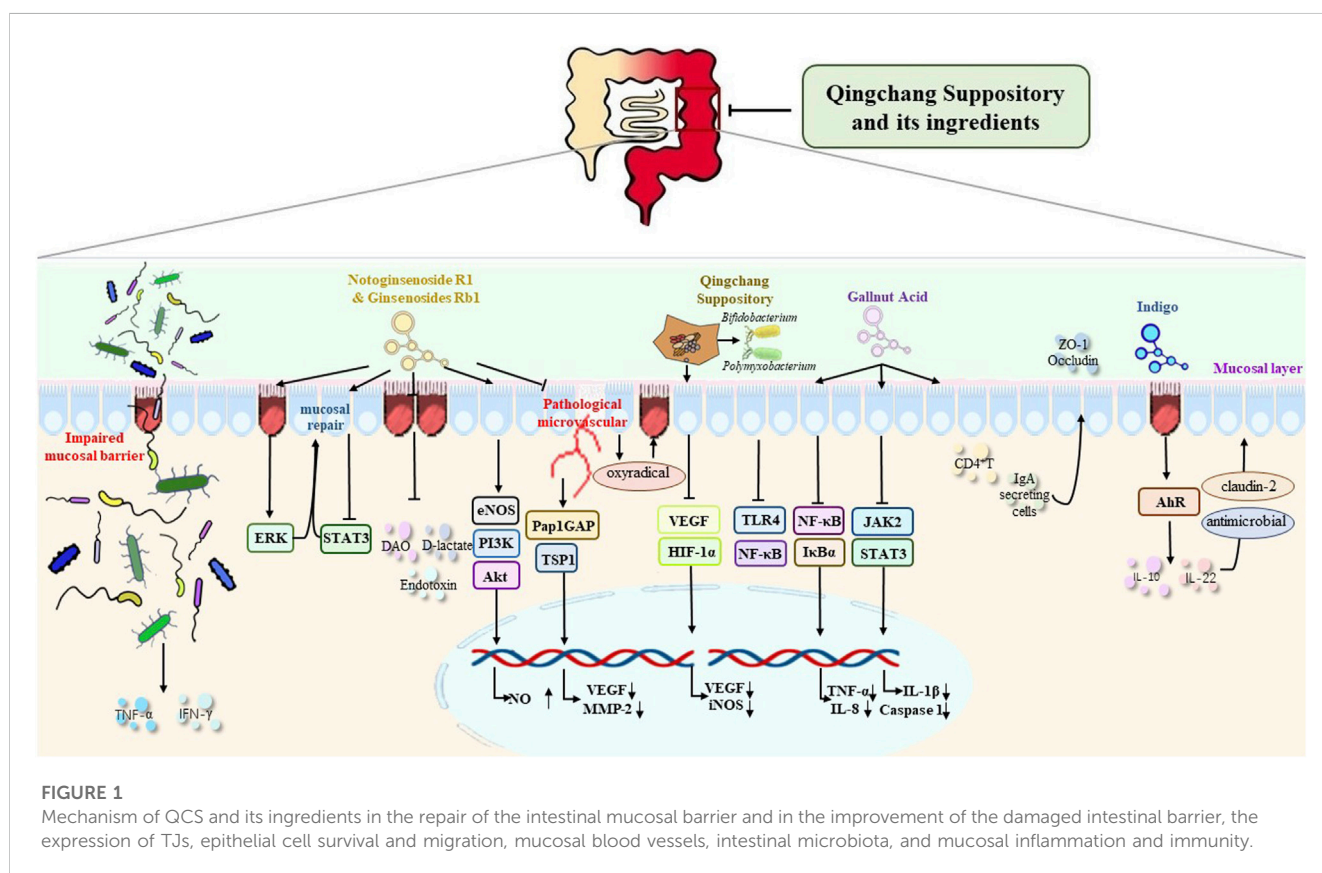 Qingchang Suppository
and its ingredients
Notoginsenoside R1
& Ginsenosides Rb1
Qingchang
Suppository
Bifidobacterium
Polymyxobacterium
Gallnut Acid
ZO-1
Occludin
Indigo
Mucosal layer
Impaired
mucosal barrier
mucosal
repair
Pathological
microvascular
oxyradical
CD4+T
IgA
secreting
cells
ERK
STAT3
DAO
D-lactate
Endotoxin
eNOS
PI3K
Akt
Pap1GAP
TSP1
VEGF
HIF-1α
TLR4
NF-κB
NF-κB
IκBα
JAK2
STAT3
AhR
claudin-2
antimicrobial
IL-10
IL-22
TNF-α
IFN-γ
NO ↑
VEGF↓
MMP-2↓
VEGF↓
iNOS↓
TNF-α↓
IL-8↓
IL-1β↓
Caspase 1↓
FIGURE 1
Mechanism of QCS and its ingredients in the repair of the intestinal mucosal barrier and in the improvement of the damaged intestinal barrier, the
expression of TJs, epithelial cell survival and migration, mucosal blood vessels, intestinal microbiota, and mucosal inflammation and immunity.